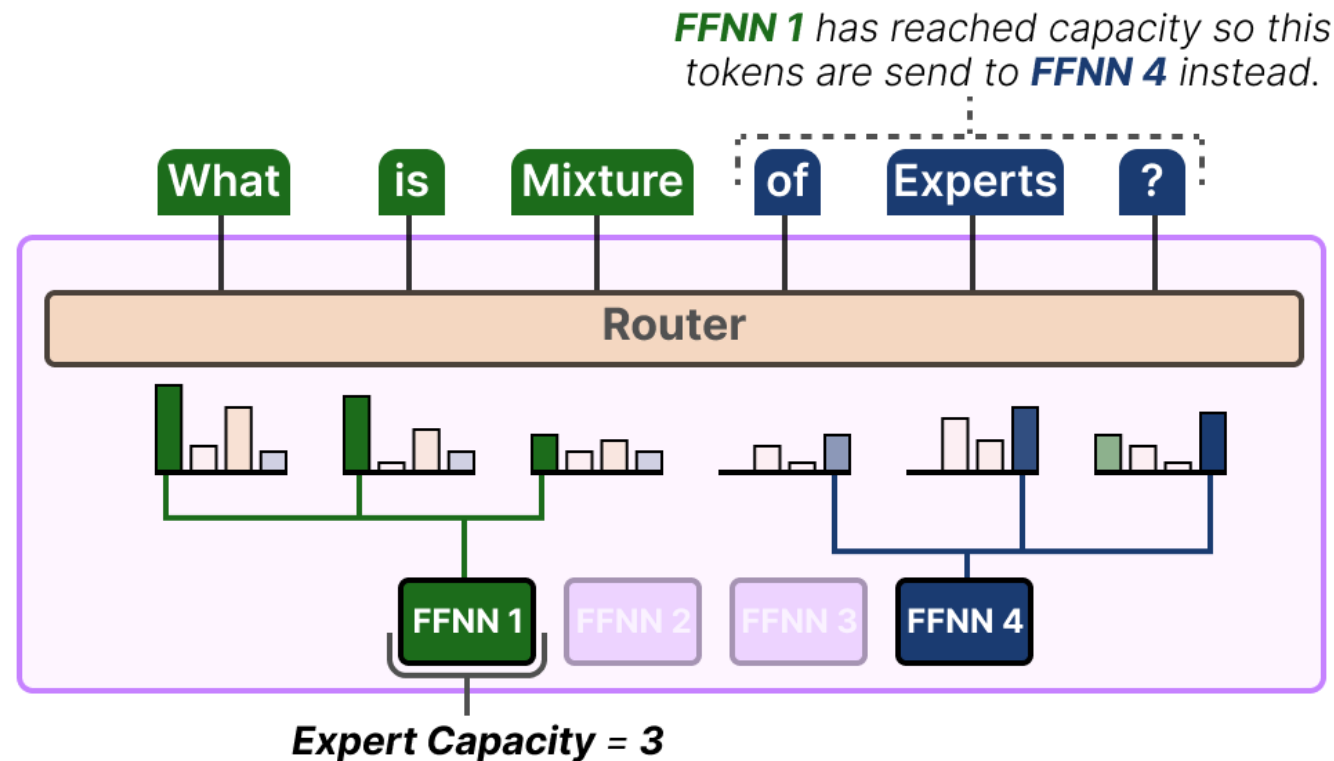 FFNN 1 has reached capacity so this
tokens are send to FFNN 4 instead.
What is Mixture of Experts ?
Router
FFNN 1 FFNN 2 FFNN 3 FFNN 4
Expert Capacity = 3